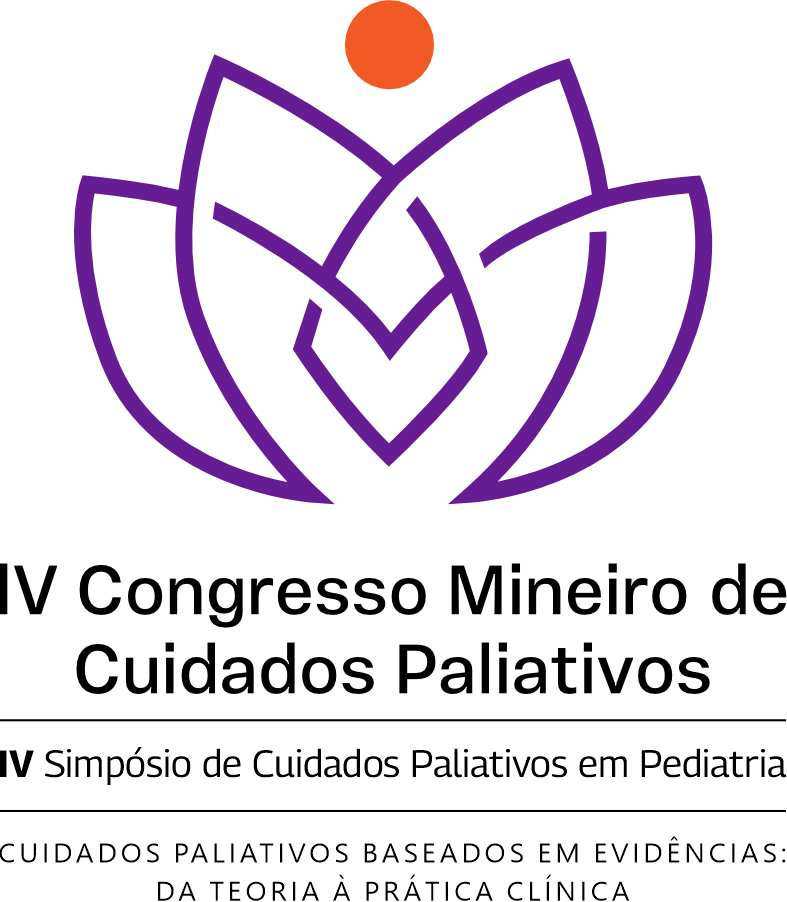 IV Congresso Mineiro de
Cuidados Paliativos
IV Simpósio de Cuidados Paliativos em Pediatria
CUIDADOS PALIATIVOS BASEADOS EM EVIDÊNCIAS:
DA TEORIA À PRÁTICA CLÍNICA